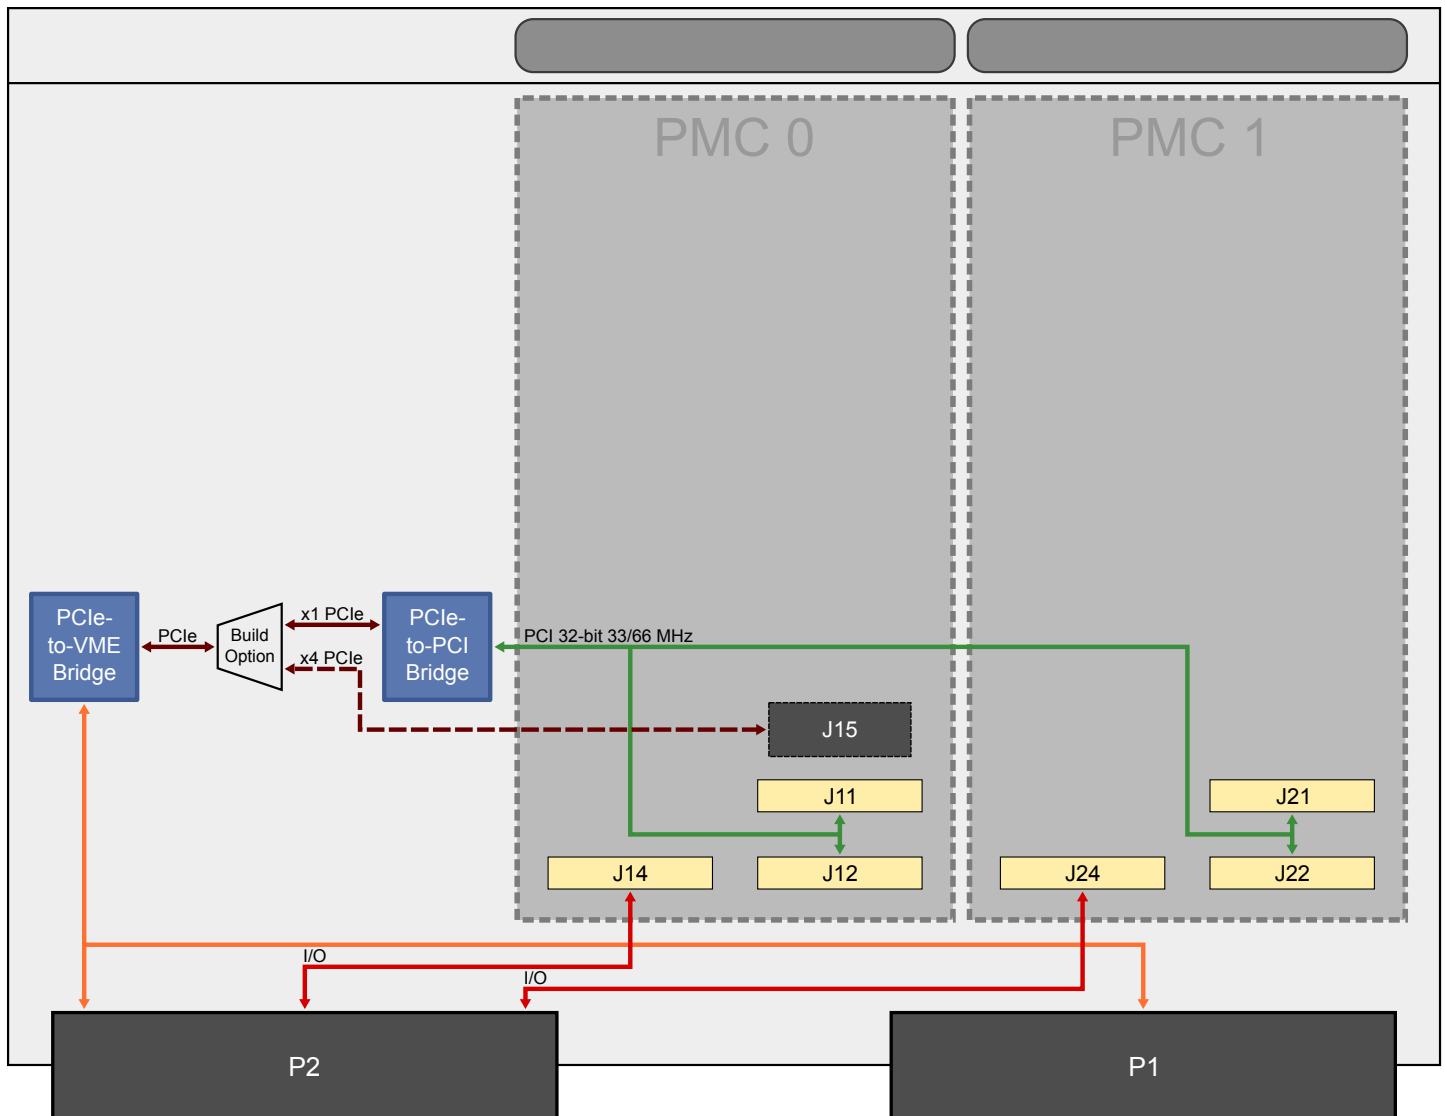 PMC 0
PMC 1
PCIe-
to-VME
Bridge
PCIe
Build
Option
x1 PCIe
x4 PCIe
PCIe-
to-PCI
Bridge
PCI 32-bit 33/66 MHz
J15
J11
J21
J14
J12
J24
J22
I/O
I/O
P2
P1